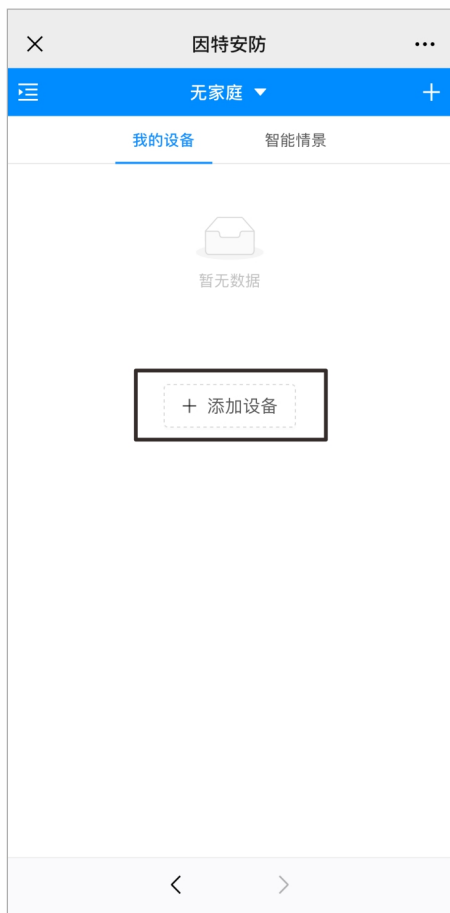 因特安防
无家庭
我的设备 智能情景
暂无数据
+ 添加设备